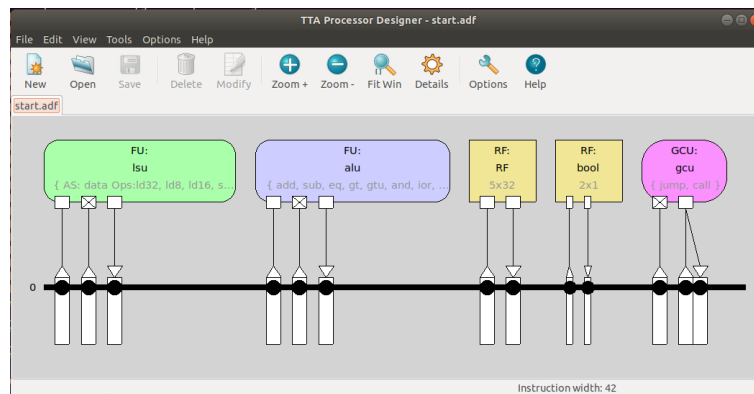 TTA Processor Designer - start.adf
File Edit View Tools Options Help
New Open Save Delete Modify Zoom + Zoom - Fit Win Details Options Help
start.adf
FU: FU: RF: RF: GCU:
lsu alu RF bool gcu
{ AS: data Ops:ld32, ld8, ld16, s... { add, sub, eq, gt, gtu, and, ior, ... 5x32 2x1 { jump, call }
0
Instruction width: 42